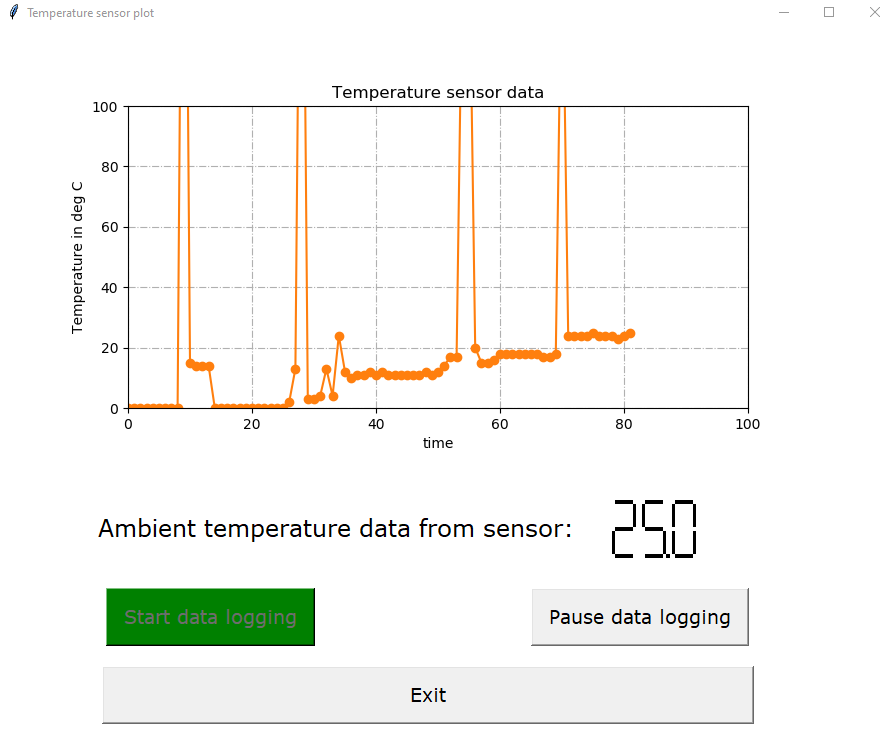 Temperature sensor plot
Temperature sensor data
100
80
60
40
20
0
Temperature in deg C
0 20 40 60 80 100
time
Ambient temperature data from sensor: 25.0
Start data logging Pause data logging
Exit